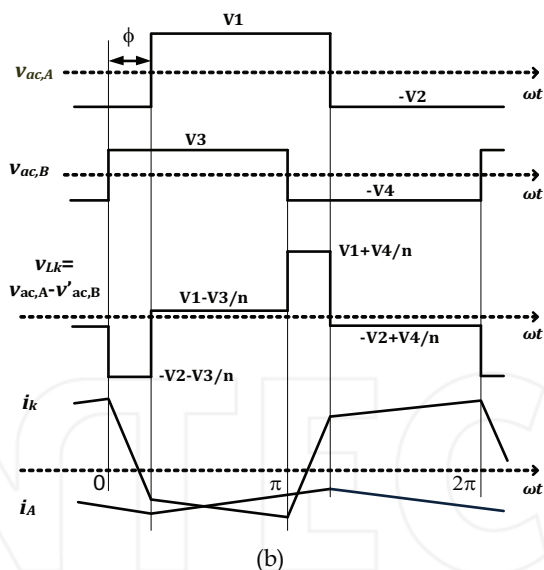 V1
ϕ
vac,A
-V2
ωt
V3
vac,B
-V4
ωt
vLk=
vac,A-v'ac,B
V1+V4/n
V1-V3/n
ωt
-V2+V4/n
-V2-V3/n
ik
0
π
2π
ωt
iA
(b)